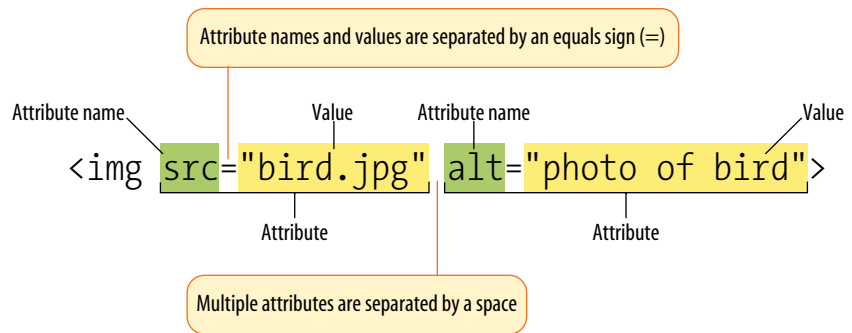 Attribute names and values are separated by an equals sign (=)
Attribute name Value Attribute name Value
<img src="bird.jpg" alt="photo of bird">
Attribute Attribute
Multiple attributes are separated by a space